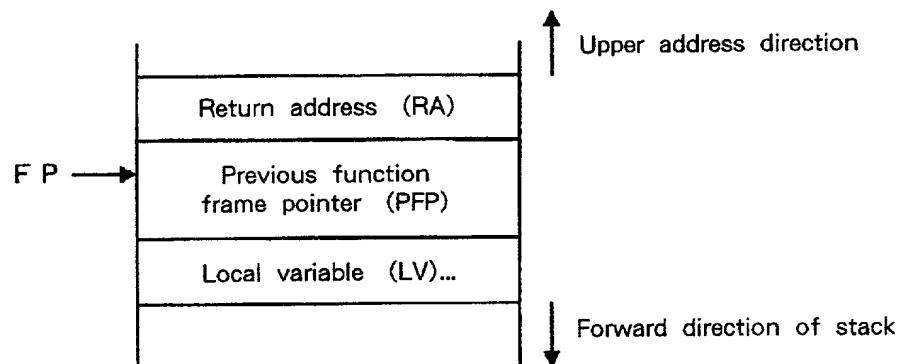 Upper address direction
Return address (RA)
F P
Previous function
frame pointer (PFP)
Local variable (LV)...
Forward direction of stack